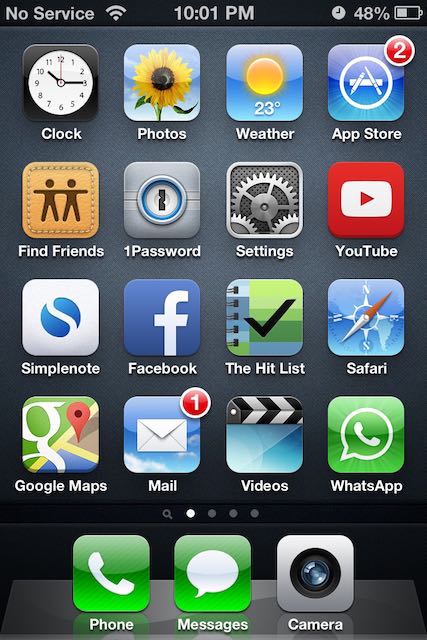 No Service 10:01 PM 48%
2
23°
Clock Photos Weather App Store
1
Find Friends 1Password Settings YouTube
f
Simplenote Facebook The Hit List Safari
g 1
Google Maps Mail Videos WhatsApp
Phone Messages Camera